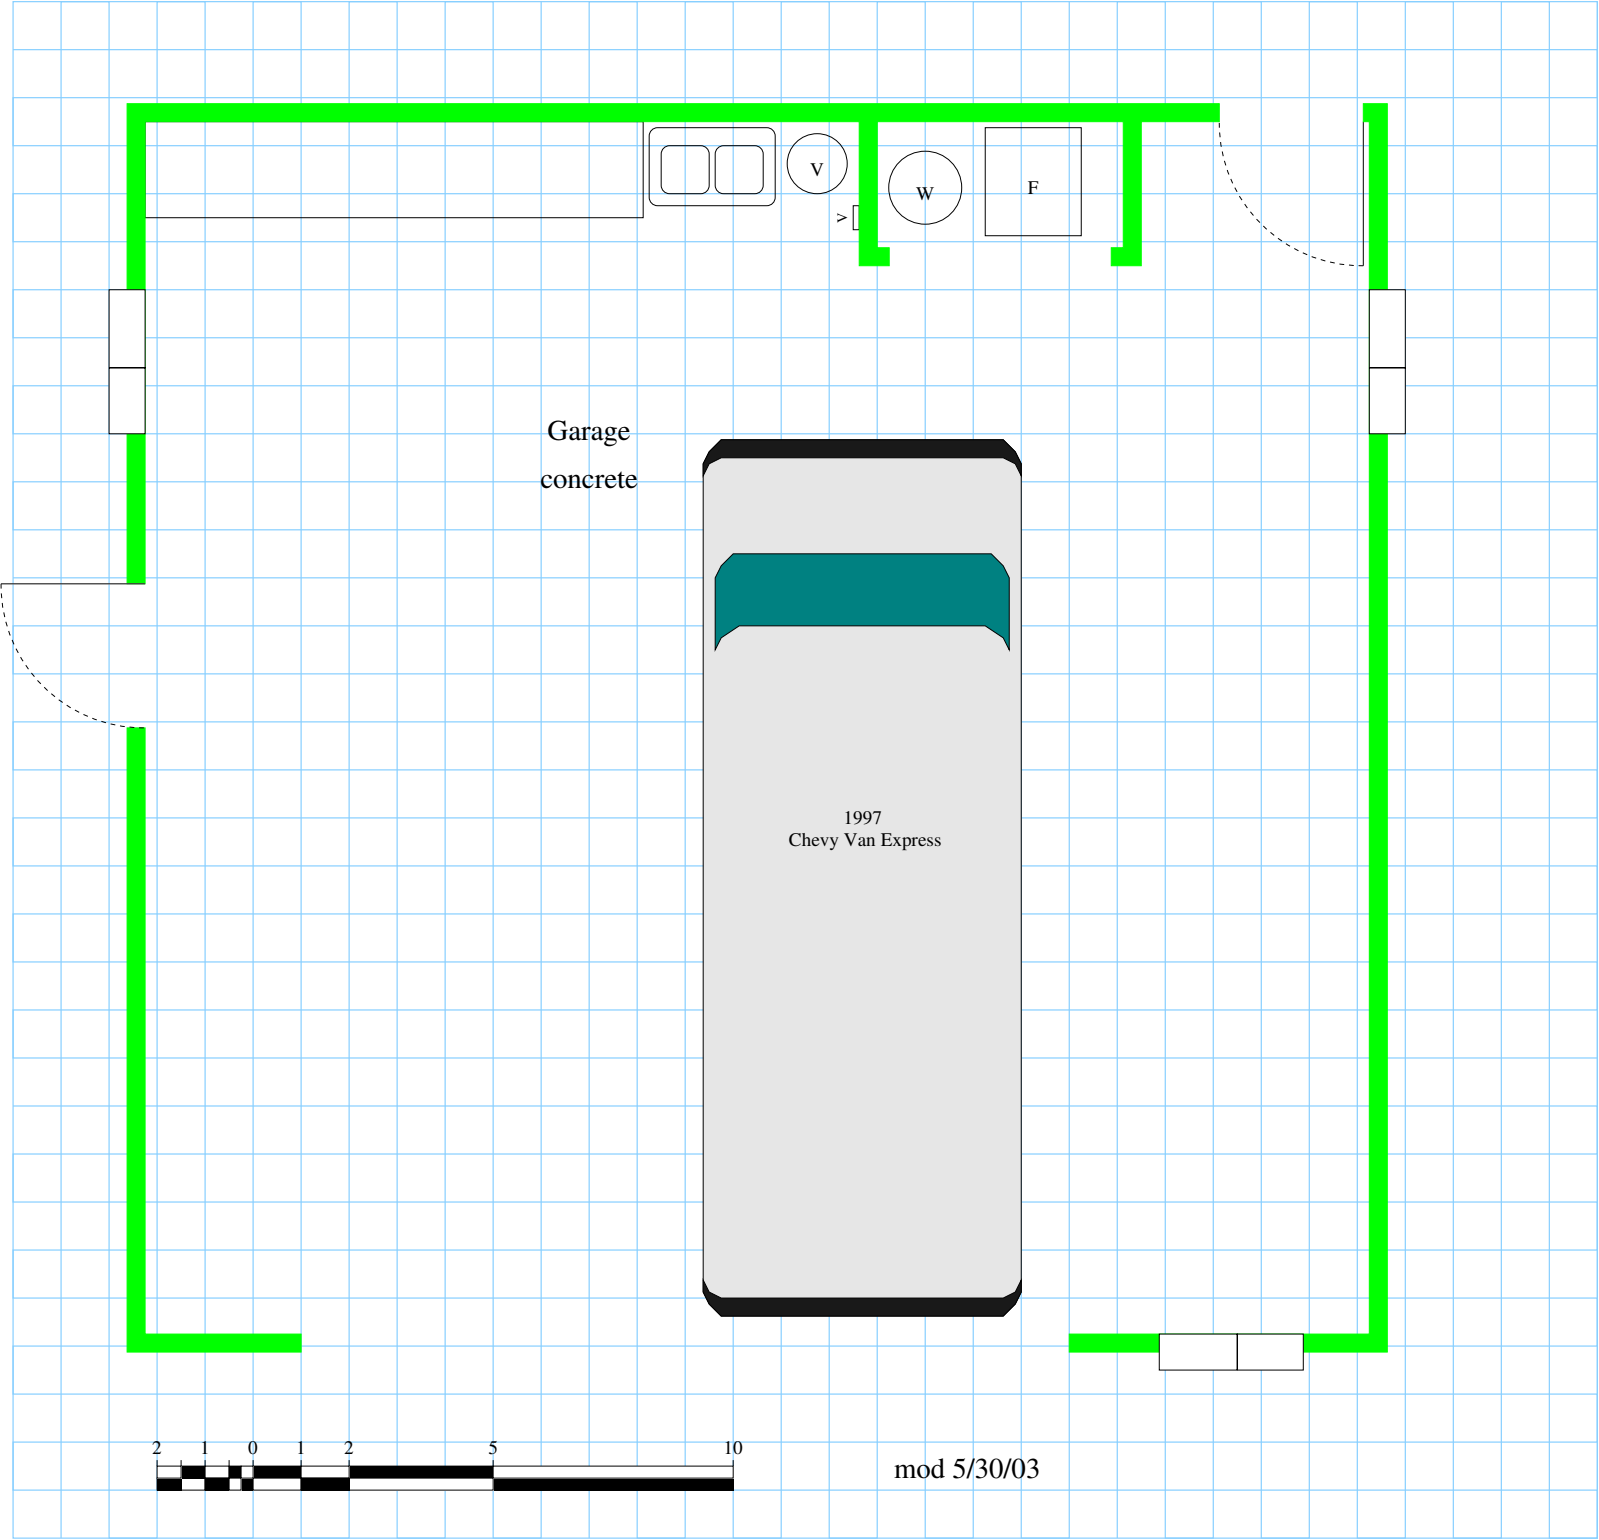 V
W
F
V
Garage
concrete
1997
Chevy Van Express
2 1 0 1 2 5 10
mod 5/30/03